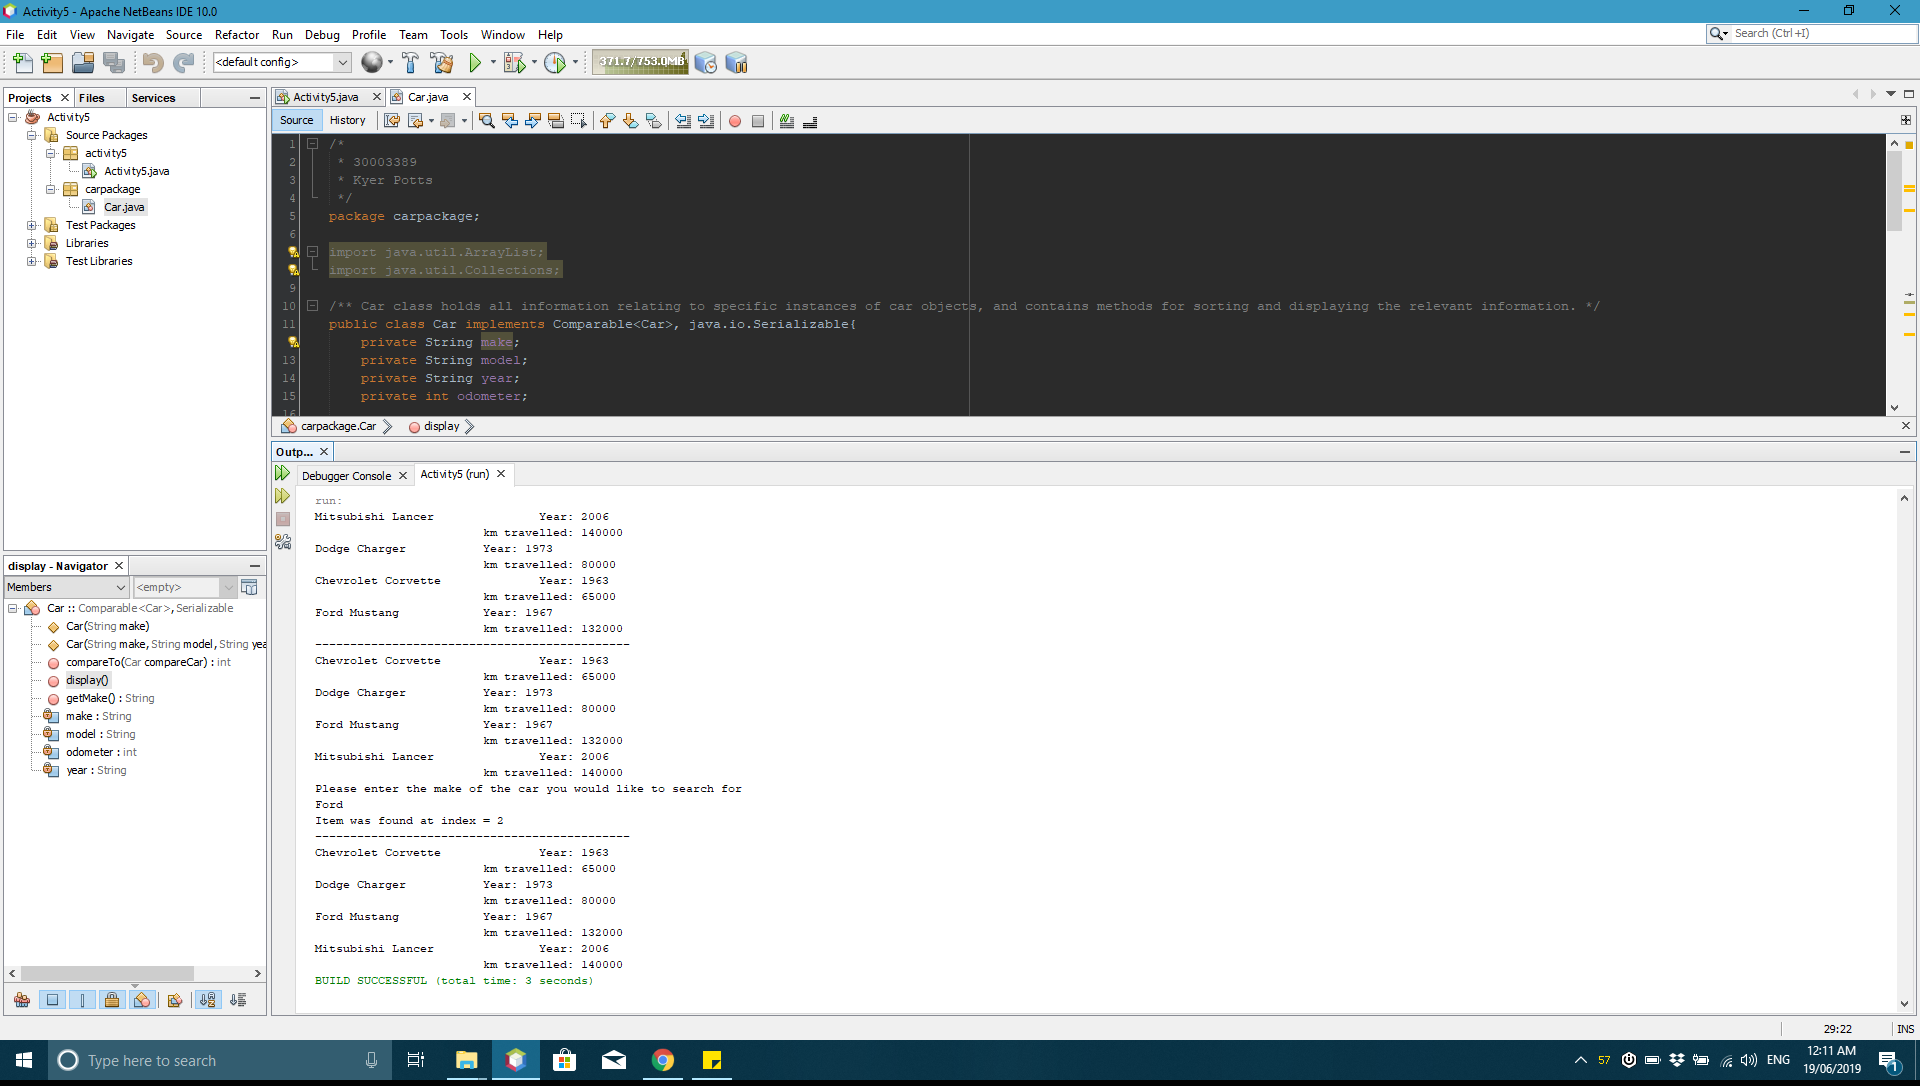 Activity5 - Apache NetBeans IDE 10.0
File Edit View Navigate Source Refactor Run Debug Profile Team Tools Window Help
Search (Ctrl+I)
<default config>
371.7/753.0MB
Projects Files Services
Activity5
Source Packages
activity5
Activity5.java
carpackage
Car.java
Test Packages
Libraries
Test Libraries
Activity5.java Car.java
Source History
1 /*
2 * 30003389
3 * Kyer Potts
4 */
5 package carpackage;
6
import java.util.ArrayList;
import java.util.Collections;
9
10 /** Car class holds all information relating to specific instances of car objects, and contains methods for sorting and displaying the relevant information. */
11 public class Car implements Comparable<Car>, java.io.Serializable{
private String make;
13 private String model;
14 private String year;
15 private int odometer;
16
carpackage.Car display
display - Navigator
Members <empty>
Car :: Comparable<Car>, Serializable
Car(String make)
Car(String make, String model, String yea
compareTo(Car compareCar) : int
display()
getMake() : String
make : String
model : String
odometer : int
year : String
Outp...
Debugger Console Activity5 (run)
run:
Mitsubishi Lancer Year: 2006
km travelled: 140000
Dodge Charger Year: 1973
km travelled: 80000
Chevrolet Corvette Year: 1963
km travelled: 65000
Ford Mustang Year: 1967
km travelled: 132000
---------------------------------------------
Chevrolet Corvette Year: 1963
km travelled: 65000
Dodge Charger Year: 1973
km travelled: 80000
Ford Mustang Year: 1967
km travelled: 132000
Mitsubishi Lancer Year: 2006
km travelled: 140000
Please enter the make of the car you would like to search for
Ford
Item was found at index = 2
---------------------------------------------
Chevrolet Corvette Year: 1963
km travelled: 65000
Dodge Charger Year: 1973
km travelled: 80000
Ford Mustang Year: 1967
km travelled: 132000
Mitsubishi Lancer Year: 2006
km travelled: 140000
BUILD SUCCESSFUL (total time: 3 seconds)
29:22 INS
Type here to search
57 ENG
12:11 AM
19/06/2019
1